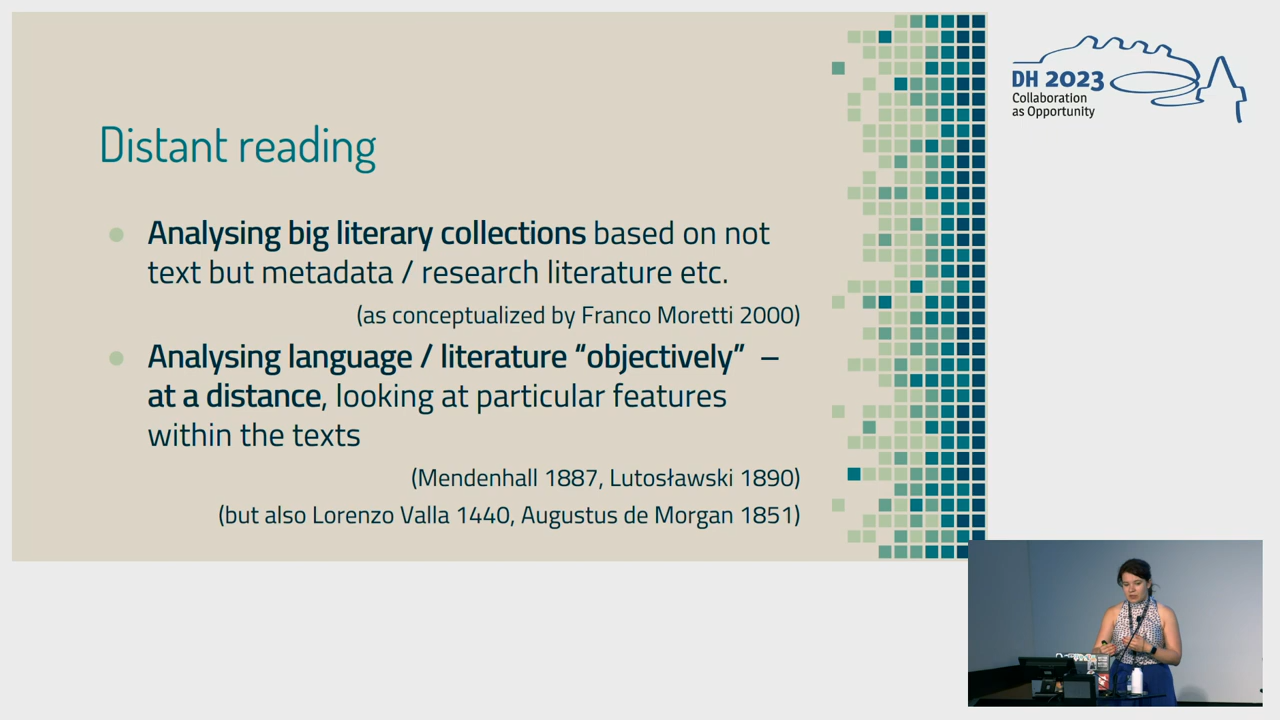 Distant reading
Analysing big literary collections based on not
text but metadata / research literature etc.
(as conceptualized by Franco Moretti 2000)
Analysing language / literature “objectively” –
at a distance, looking at particular features
within the texts
(Mendenhall 1887, Lutosławski 1890)
(but also Lorenzo Valla 1440, Augustus de Morgan 1851)
DH 2023
Collaboration
as Opportunity